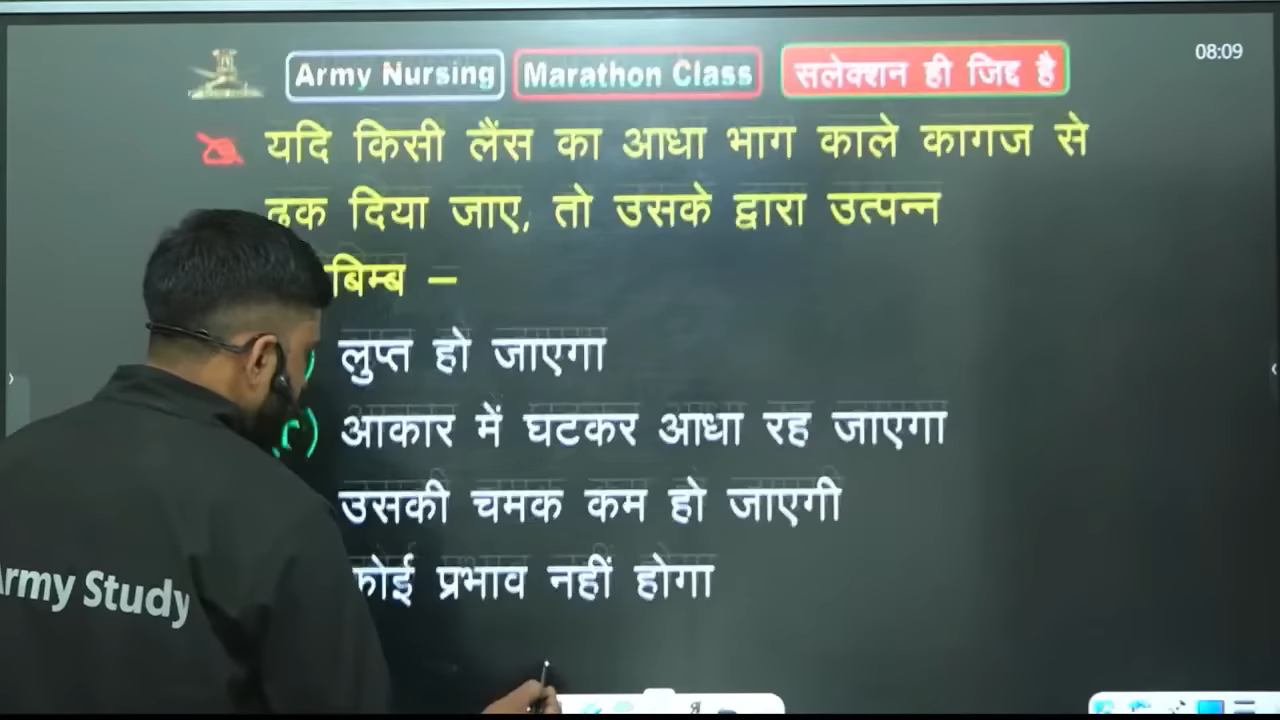 08:09
Army Nursing Marathon Class सलेक्शन ही जिद्द है
यदि किसी लैंस का आधा भाग काले कागज से
ढक दिया जाए, तो उसके द्वारा उत्पन्न
बिम्ब –
लुप्त हो जाएगा
आकार में घटकर आधा रह जाएगा
उसकी चमक कम हो जाएगी
कोई प्रभाव नहीं होगा
Army Study